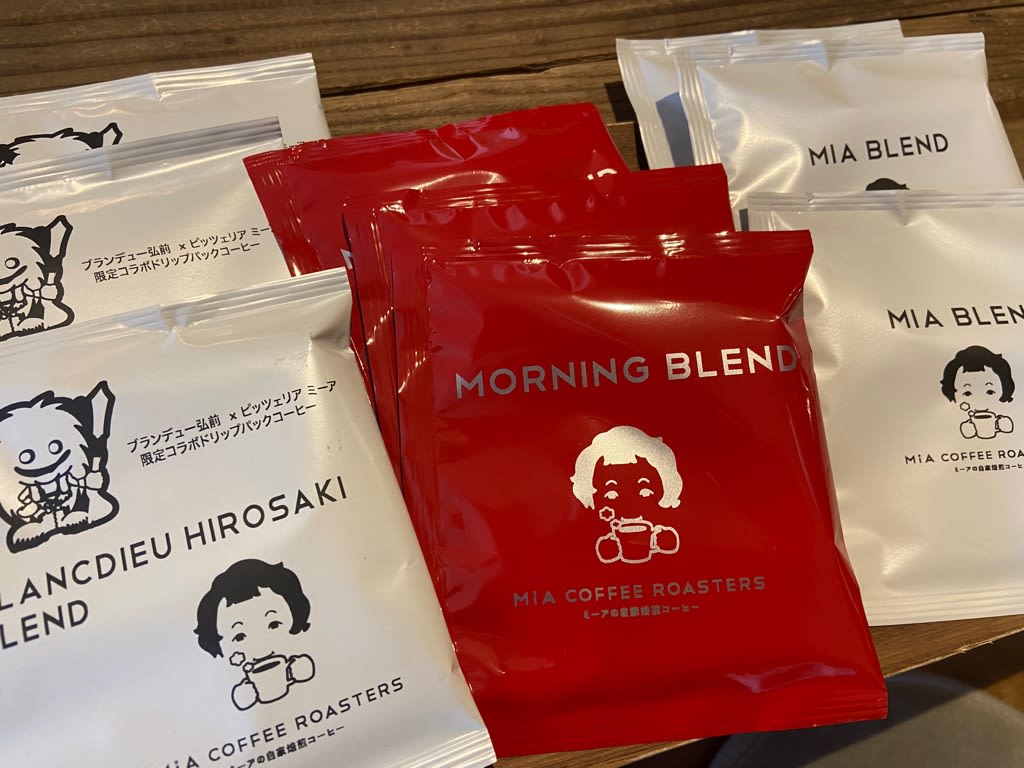 ブランデュー弘前 ×ピッツェリア ミーア
限定コラボドリップパックコーヒー
ブランデュー弘前 ×ピッツェリア ミーア
限定コラボドリップパックコーヒー
LANCDIEU HIROSAKI
LEND
MIA COFFEE ROASTERS
ミーアの自家焙煎コーヒー
MORNING BLEND
MIA COFFEE ROASTERS
ミーアの自家焙煎コーヒー
MIA BLEND
MIA BLEN
MIA COFFEE ROA
ミーアの自家焙煎コーヒ